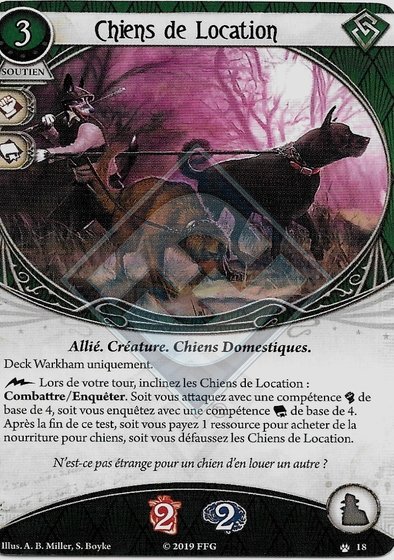 3
Chiens de Location
SOUTIEN
Allié. Créature. Chiens Domestiques.
Deck Warkham uniquement.
Lors de votre tour, inclinez les Chiens de Location :
Combattre/Enquêter. Soit vous attaquez avec une compétence de
base de 4, soit vous enquêtez avec une compétence de base de 4.
Après la fin de ce test, soit vous payez 1 ressource pour acheter de la
nourriture pour chiens, soit vous défaussez les Chiens de Location.
N'est-ce pas étrange pour un chien d'en louer un autre ?
2 2
Illus. A. B. Miller, S. Boyke © 2019 FFG 18